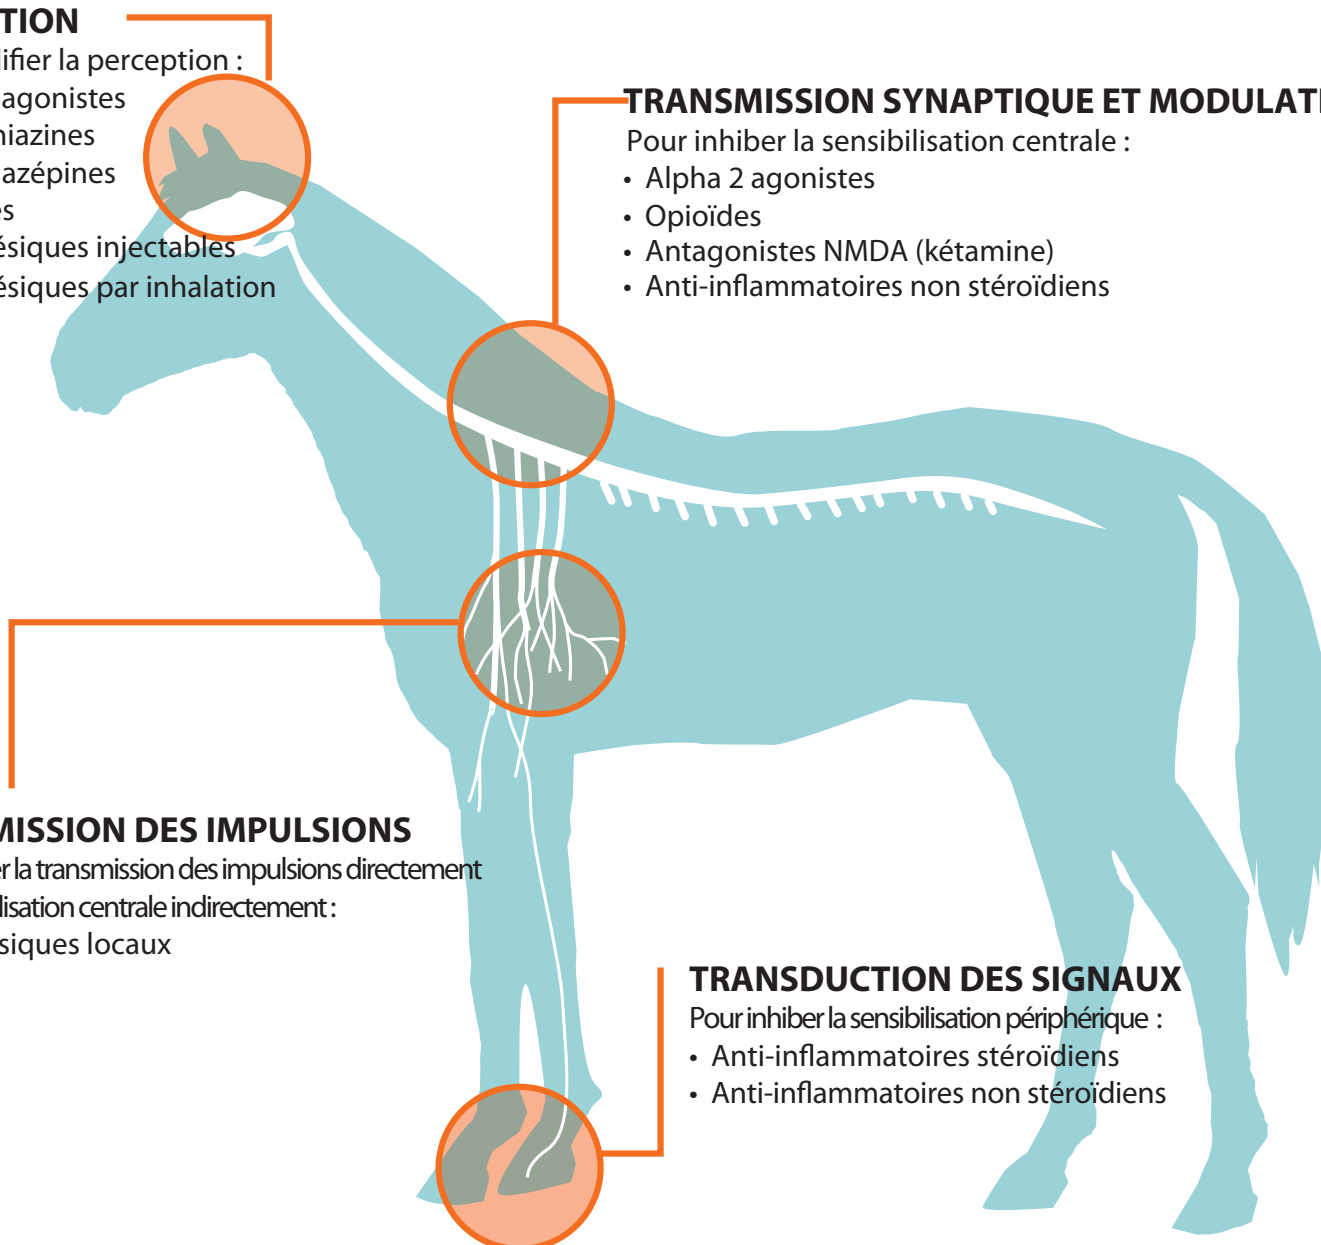 TION
lifier la perception :
agonistes
niazines
azépines
es
ésiques injectables
ésiques par inhalation
TRANSMISSION SYNAPTIQUE ET MODULATI
Pour inhiber la sensibilisation centrale :
• Alpha 2 agonistes
• Opioïdes
• Antagonistes NMDA (kétamine)
• Anti-inflammatoires non stéroïdiens
MISSION DES IMPULSIONS
er la transmission des impulsions directement
lisation centrale indirectement :
siques locaux
TRANSDUCTION DES SIGNAUX
Pour inhiber la sensibilisation périphérique :
• Anti-inflammatoires stéroïdiens
• Anti-inflammatoires non stéroïdiens